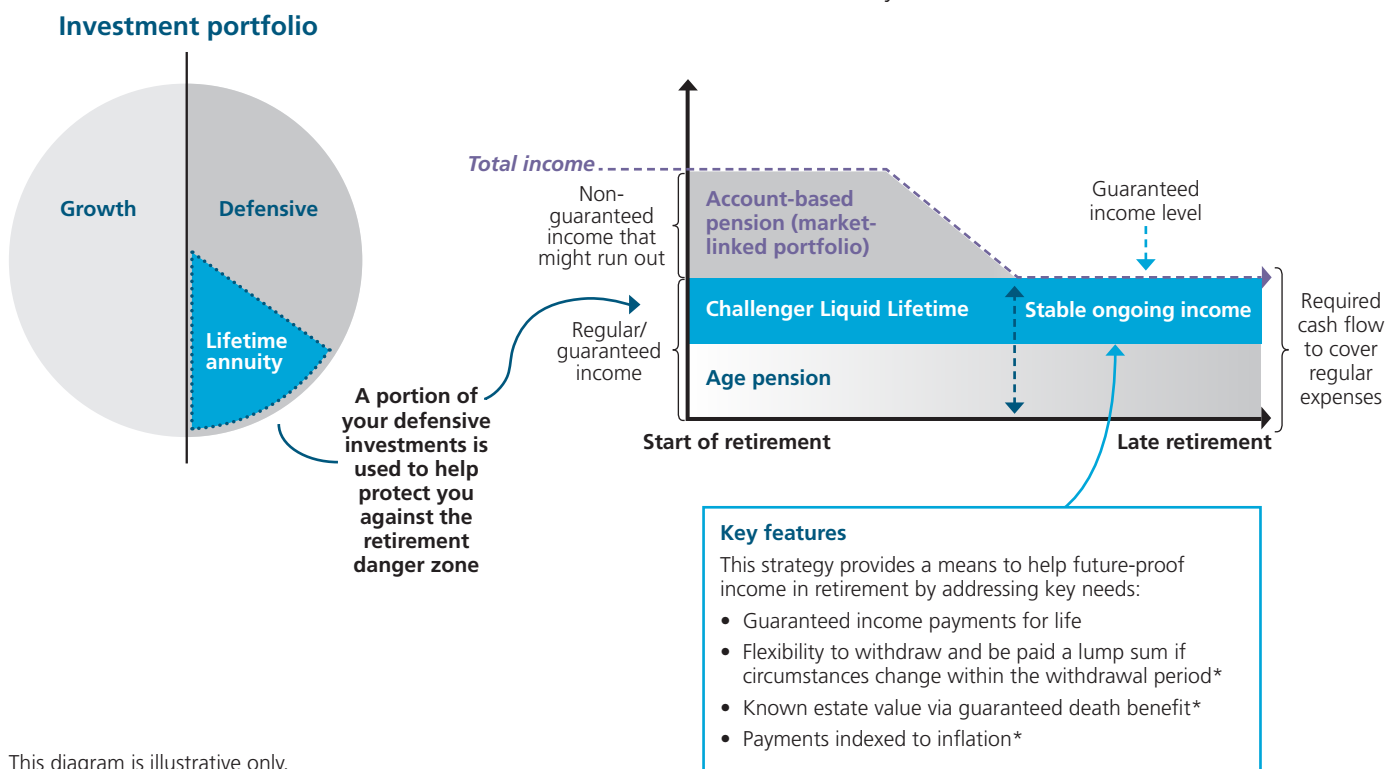 Investment portfolio
Growth
Defensive
Lifetime
annuity
A portion of
your defensive
investments is
used to help
protect you
against the
retirement
danger zone
Total income
Non-
guaranteed
income that
might run out
Regular/
guaranteed
income
Account-based
pension (market-
linked portfolio)
Guaranteed
income level
Challenger Liquid Lifetime
Stable ongoing income
Age pension
Required
cash flow
to cover
regular
expenses
Start of retirement
Late retirement
Key features
This strategy provides a means to help future-proof
income in retirement by addressing key needs:
• Guaranteed income payments for life
• Flexibility to withdraw and be paid a lump sum if
circumstances change within the withdrawal period*
• Known estate value via guaranteed death benefit*
• Payments indexed to inflation*
This diagram is illustrative only.